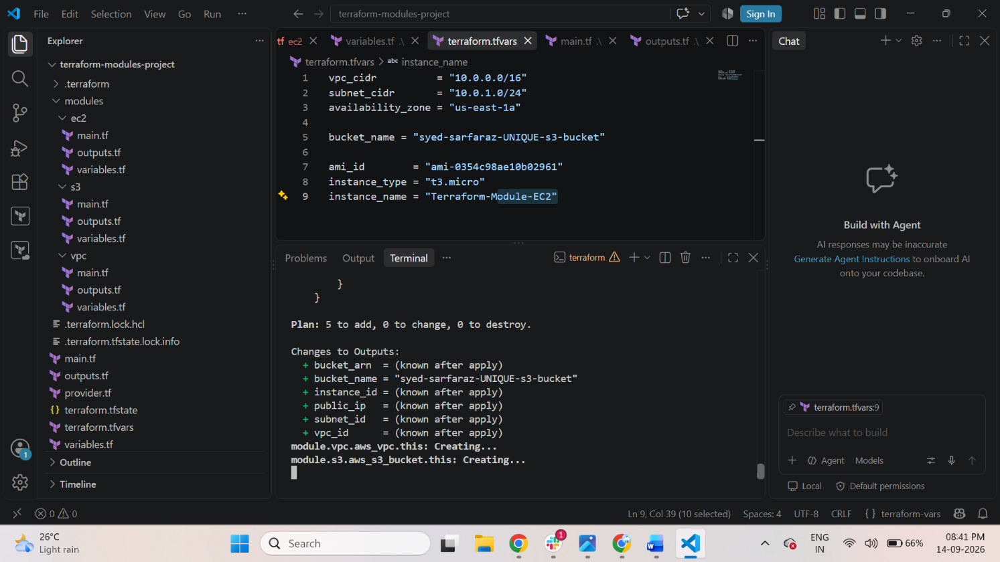 File Edit Selection View Go Run ···
terraform-modules-project
Sign In
Explorer
terraform-modules-project
.terraform
modules
ec2
main.tf
outputs.tf
variables.tf
s3
main.tf
outputs.tf
variables.tf
vpc
main.tf
outputs.tf
variables.tf
.terraform.lock.hcl
.terraform.tfstate.lock.info
main.tf
outputs.tf
provider.tf
{} terraform.tfstate
terraform.tfvars
variables.tf
Outline
Timeline
1
tf ec2
variables.tf .\
terraform.tfvars
main.tf .\
outputs.tf .\
terraform.tfvars > abc instance_name
1 vpc_cidr          = "10.0.0.0/16"
2 subnet_cidr       = "10.0.1.0/24"
3 availability_zone = "us-east-1a"
4
5 bucket_name = "syed-sarfaraz-UNIQUE-s3-bucket"
6
7 ami_id        = "ami-0354c98ae10b02961"
8 instance_type = "t3.micro"
9 instance_name = "Terraform-Module-EC2"
Problems Output Terminal ···
terraform
}
}
Plan: 5 to add, 0 to change, 0 to destroy.
Changes to Outputs:
+ bucket_arn  = (known after apply)
+ bucket_name = "syed-sarfaraz-UNIQUE-s3-bucket"
+ instance_id = (known after apply)
+ public_ip   = (known after apply)
+ subnet_id   = (known after apply)
+ vpc_id      = (known after apply)
module.vpc.aws_vpc.this: Creating...
module.s3.aws_s3_bucket.this: Creating...
Chat
Build with Agent
AI responses may be inaccurate
Generate Agent Instructions to onboard AI
onto your codebase.
terraform.tfvars:9
Describe what to build
Agent Models
Local Default permissions
0 0
Ln 9, Col 39 (10 selected) Spaces: 4 UTF-8 CRLF {} terraform-vars
26°C
Light rain
Search
1
ENG
IN
66%
08:41 PM
14-09-2026